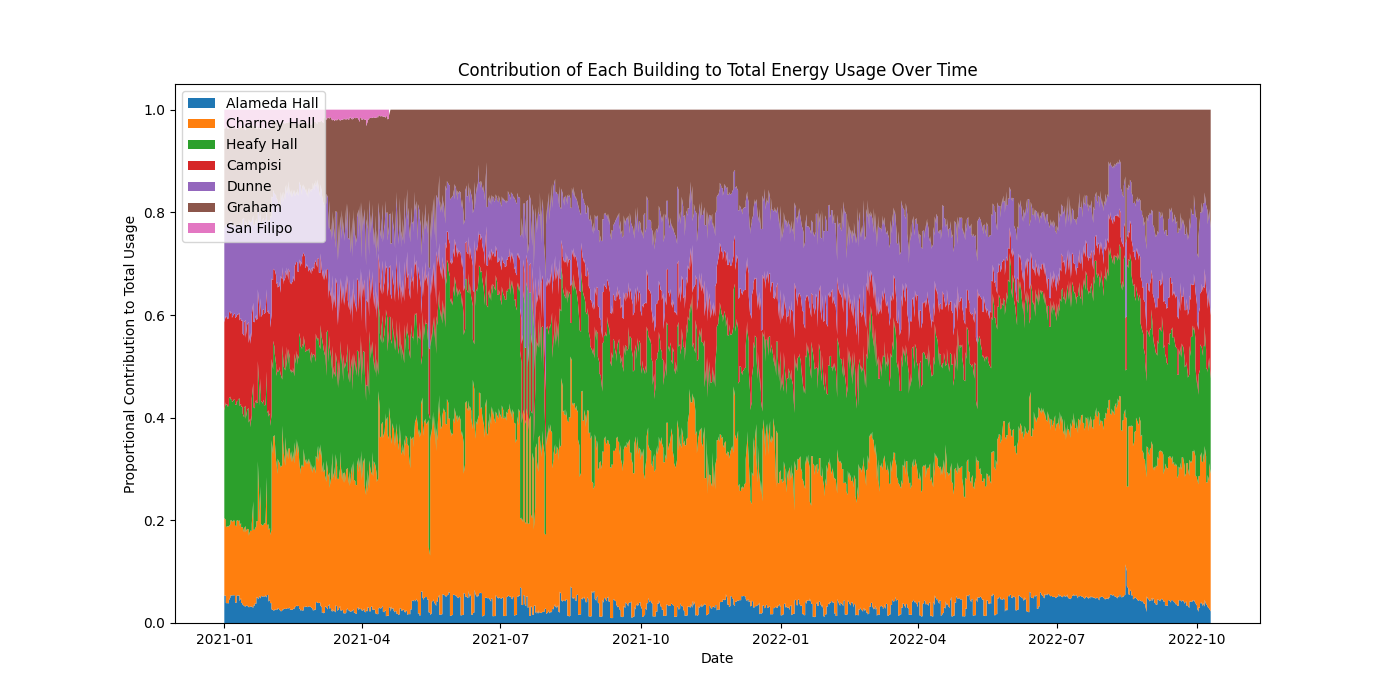 Contribution of Each Building to Total Energy Usage Over Time
Alameda Hall
Charney Hall
Heafy Hall
Campisi
Dunne
Graham
San Filipo
Proportional Contribution to Total Usage
1.0
0.8
0.6
0.4
0.2
0.0
2021-01
2021-04
2021-07
2021-10
2022-01
2022-04
2022-07
2022-10
Date